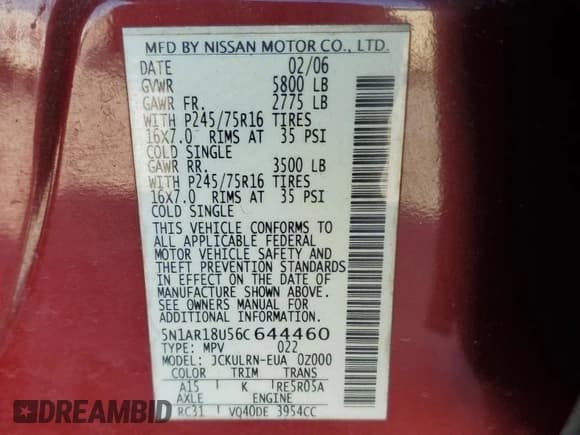 MFD BY NISSAN MOTOR CO., LTD.
DATE 02/06
GVWR 5800 LB
GAWR FR. 2775 LB
WITH P245/75R16 TIRES
16X7.0 RIMS AT 35 PSI
COLD SINGLE
GAWR RR. 3500 LB
WITH P245/75R16 TIRES
16X7.0 RIMS AT 35 PSI
COLD SINGLE
THIS VEHICLE CONFORMS TO
ALL APPLICABLE FEDERAL
MOTOR VEHICLE SAFETY AND
THEFT PREVENTION STANDARDS
IN EFFECT ON THE DATE OF
MANUFACTURE SHOWN ABOVE.
SEE OWNERS MANUAL FOR
ADDITIONAL INFORMATION.
5N1AR18U56C644460
TYPE: MPV 022
MODEL: JCKULRN-EUA 0Z000
COLOR TRIM TRANS
A15 K RE5R05A
AXLE ENGINE
RC31 VQ40DE 3954CC
DREAMBID